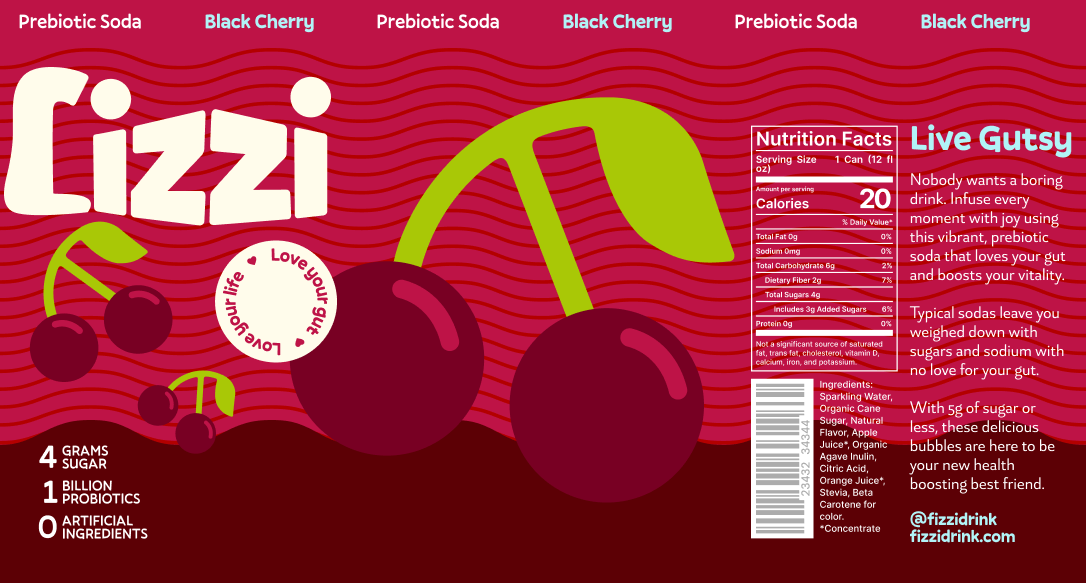 Prebiotic Soda Black Cherry Prebiotic Soda Black Cherry Prebiotic Soda Black Cherry
fizzi
Love your gut ♥ Love your life ♥
4 GRAMS
SUGAR
1 BILLION
PROBIOTICS
0 ARTIFICIAL
INGREDIENTS
Nutrition Facts
Serving Size 1 Can (12 fl
oz)
Amount per serving
Calories 20
% Daily Value*
Total Fat 0g 0%
Sodium 0mg 0%
Total Carbohydrate 6g 2%
Dietary Fiber 2g 7%
Total Sugars 4g
Includes 3g Added Sugars 6%
Protein 0g 0%
Not a significant source of saturated
fat, trans fat, cholesterol, vitamin D,
calcium, iron, and potassium.
23432 34344
Ingredients:
Sparkling Water,
Organic Cane
Sugar, Natural
Flavor, Apple
Juice*, Organic
Agave Inulin,
Citric Acid,
Orange Juice*,
Stevia, Beta
Carotene for
color.
*Concentrate
Live Gutsy
Nobody wants a boring
drink. Infuse every
moment with joy using
this vibrant, prebiotic
soda that loves your gut
and boosts your vitality.
Typical sodas leave you
weighed down with
sugars and sodium with
no love for your gut.
With 5g of sugar or
less, these delicious
bubbles are here to be
your new health
boosting best friend.
@fizzidrink
fizzidrink.com